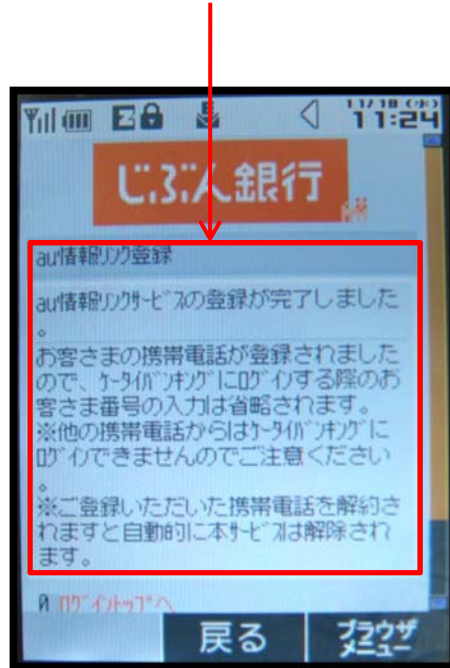 11/18(水)
11:24
じぶん銀行
au情報ﾘﾝｸ登録
au情報ﾘﾝｸｻｰﾋﾞｽの登録が完了しました
。
お客さまの携帯電話が登録されました
ので、ｹｰﾀｲﾊﾞﾝｷﾝｸﾞにﾛｸﾞｲﾝする際のお
客さま番号の入力は省略されます。
※他の携帯電話からはｹｰﾀｲﾊﾞﾝｷﾝｸﾞに
ﾛｸﾞｲﾝできませんのでご注意ください
。
※ご登録いただいた携帯電話を解約さ
れますと自動的に本ｻｰﾋﾞｽは解除され
ます。
0 ﾛｸﾞｲﾝﾄｯﾌﾟへ
戻る
ブラウザ
メニュー